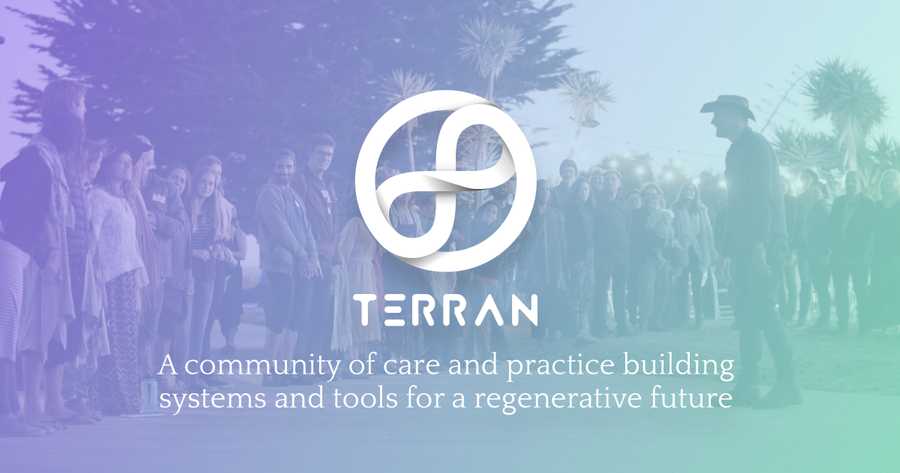 TERRAN
A community of care and practice building
systems and tools for a regenerative future